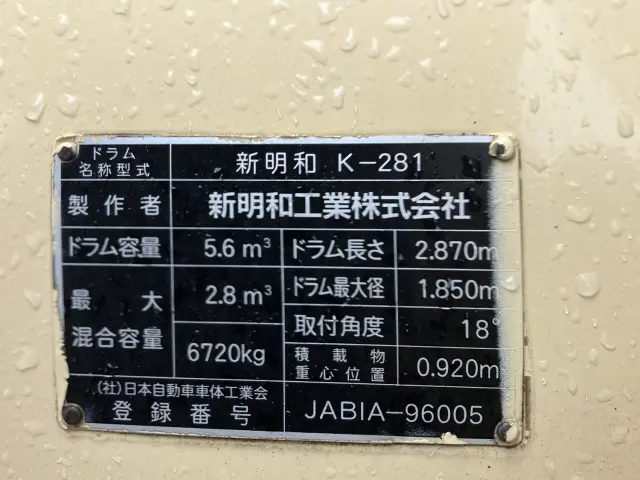 ドラム
名称型式
新明和 K-281
製作者
新明和工業株式会社
ドラム容量
5.6 m³
ドラム長さ
2.870m
最大
混合容量
2.8 m³
6720kg
ドラム最大径
1.850m
取付角度
18°
積載物
重心位置
0.920m
(社)日本自動車車体工業会
登録番号
JABIA-96005